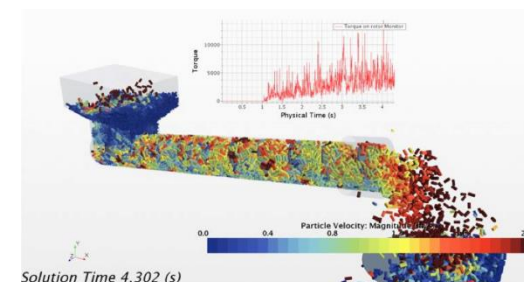 Torque on rotor Monitor
10000
5000
0
Torque
0.5 1 1.5 2 2.5 3 3.5 4
Physical Time (s)
Particle Velocity: Magnitude
0.0 0.4 0.8
Solution Time 4.302 (s)